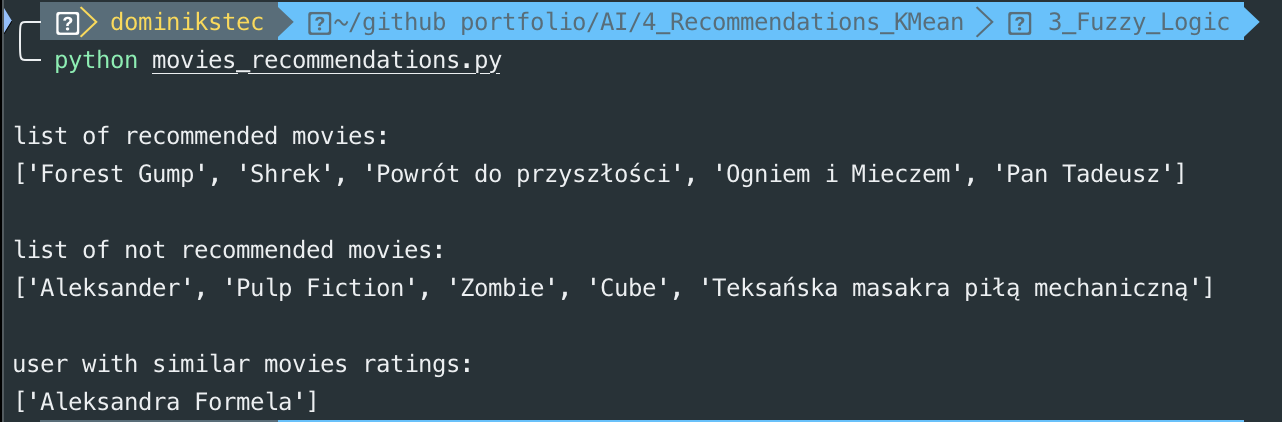 dominikstec ~/github portfolio/AI/4_Recommendations_KMean 3_Fuzzy_Logic
python movies_recommendations.py
list of recommended movies:
['Forest Gump', 'Shrek', 'Powrót do przyszłości', 'Ogniem i Mieczem', 'Pan Tadeusz']
list of not recommended movies:
['Aleksander', 'Pulp Fiction', 'Zombie', 'Cube', 'Teksańska masakra piłą mechaniczną']
user with similar movies ratings:
['Aleksandra Formela']